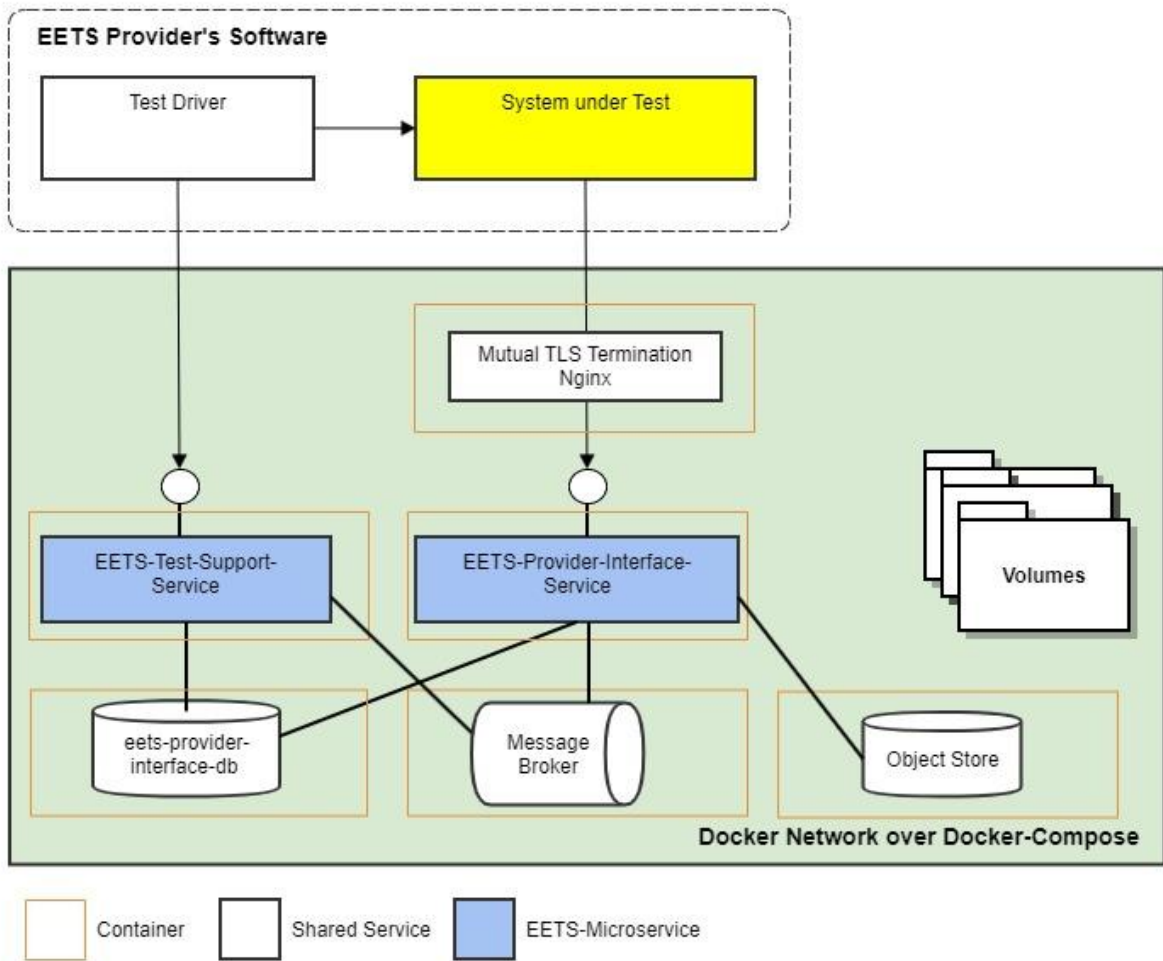 EETS Provider's Software
Test Driver
System under Test
Mutual TLS Termination
Nginx
EETS-Test-Support-
Service
EETS-Provider-Interface-
Service
Volumes
eets-provider-
interface-db
Message
Broker
Object Store
Docker Network over Docker-Compose
Container
Shared Service
EETS-Microservice